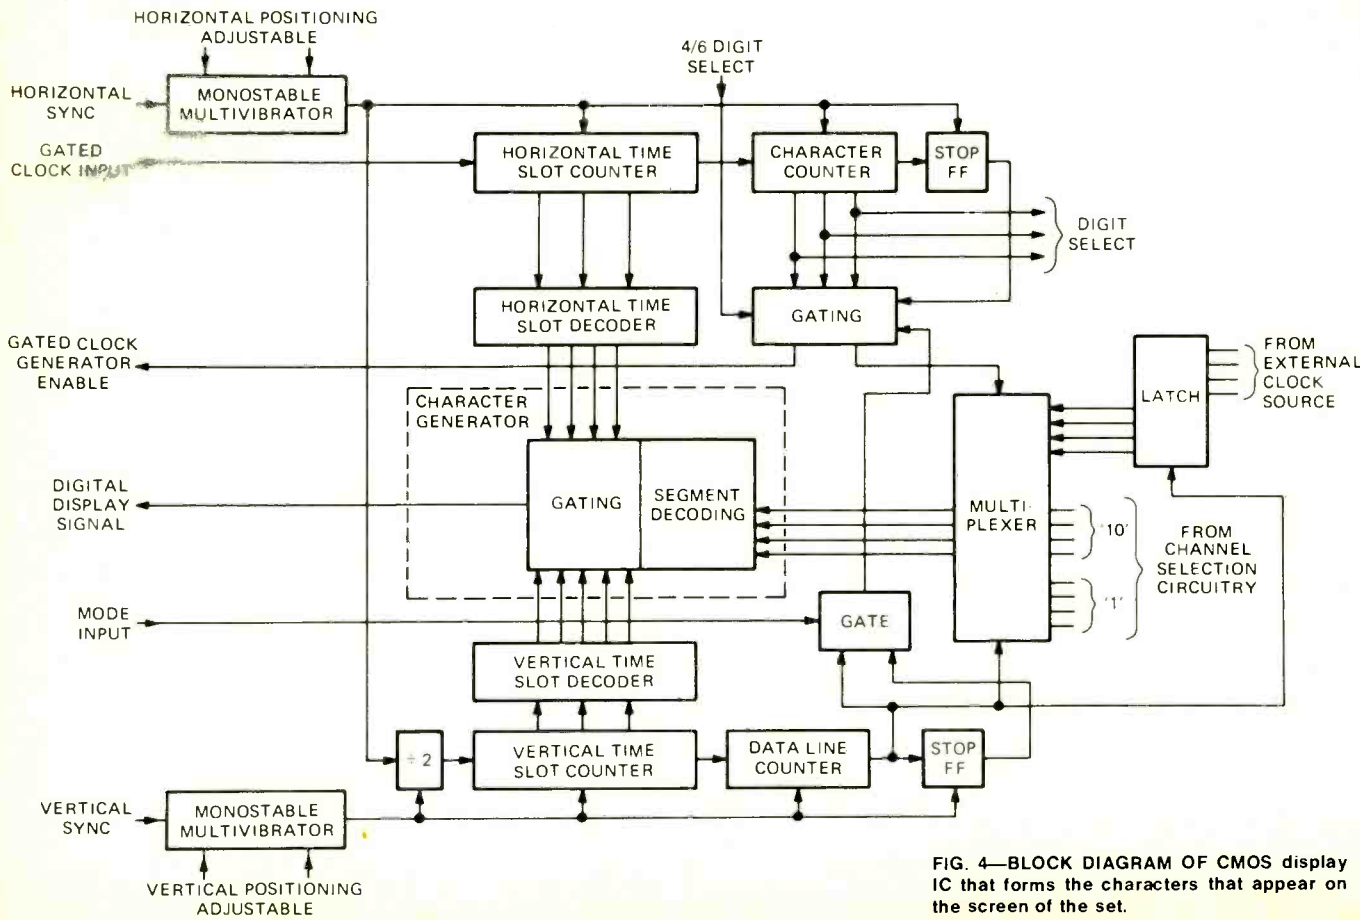 HORIZONTAL POSITIONING
ADJUSTABLE
4/6 DIGIT
SELECT
HORIZONTAL
SYNC
MONOSTABLE
MULTIVIBRATOR
GATED
CLOCK INPUT
HORIZONTAL TIME
SLOT COUNTER
CHARACTER
COUNTER
STOP
FF
DIGIT
SELECT
HORIZONTAL TIME
SLOT DECODER
GATING
GATED CLOCK
GENERATOR
ENABLE
FROM
EXTERNAL
CLOCK
SOURCE
LATCH
CHARACTER
GENERATOR
DIGITAL
DISPLAY
SIGNAL
GATING
SEGMENT
DECODING
MULTI-
PLEXER
'10'
'1'
FROM
CHANNEL
SELECTION
CIRCUITRY
MODE
INPUT
GATE
VERTICAL TIME
SLOT DECODER
÷ 2
VERTICAL TIME
SLOT COUNTER
DATA LINE
COUNTER
STOP
FF
VERTICAL
SYNC
MONOSTABLE
MULTIVIBRATOR
VERTICAL POSITIONING
ADJUSTABLE
FIG. 4—BLOCK DIAGRAM OF CMOS display
IC that forms the characters that appear on
the screen of the set.